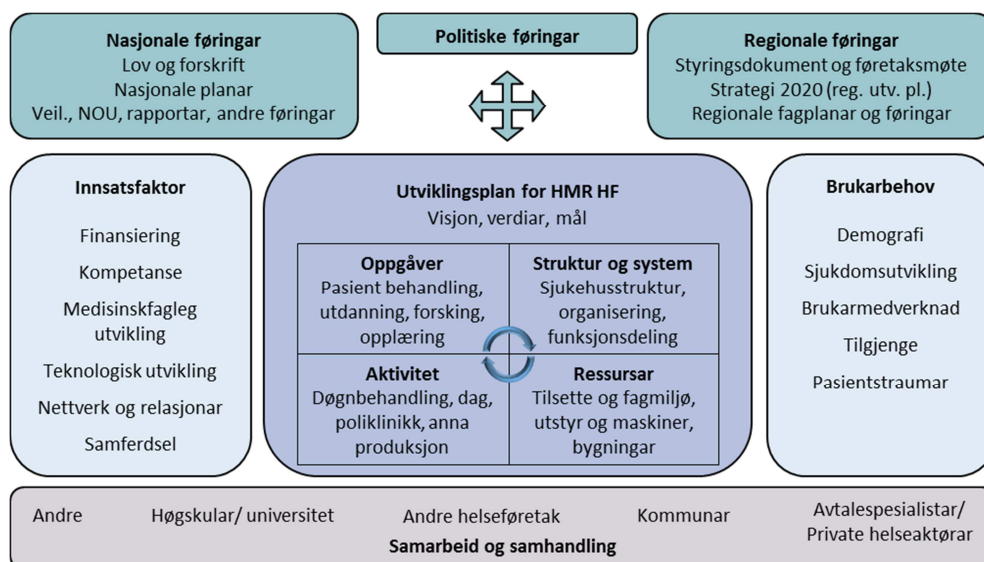 Nasjonale føringar
Lov og forskrift
Nasjonale planar
Veil., NOU, rapportar, andre føringar
Politiske føringar
Regionale føringar
Styringsdokument og føretaksmøte
Strategi 2020 (reg. utv. pl.)
Regionale fagplanar og føringar
Innsatsfaktor
Finansiering
Kompetanse
Medisinskfagleg
utvikling
Teknologisk utvikling
Nettverk og relasjonar
Samferdsel
Utviklingsplan for HMR HF
Visjon, verdiar, mål
Oppgåver
Pasient behandling,
utdanning, forsking,
opplæring
Struktur og system
Sjukehusstruktur,
organisering,
funksjonsdeling
Aktivitet
Døgnbehandling, dag,
poliklinikk, anna
produksjon
Ressursar
Tilsette og fagmiljø,
utstyr og maskiner,
bygningar
Brukarbehov
Demografi
Sjukdomsutvikling
Brukarmedverknad
Tilgjenge
Pasientstraumar
Andre
Høgskular/ universitet
Andre helseføretak
Kommunar
Avtalespesialistar/
Private helseaktørar
Samarbeid og samhandling